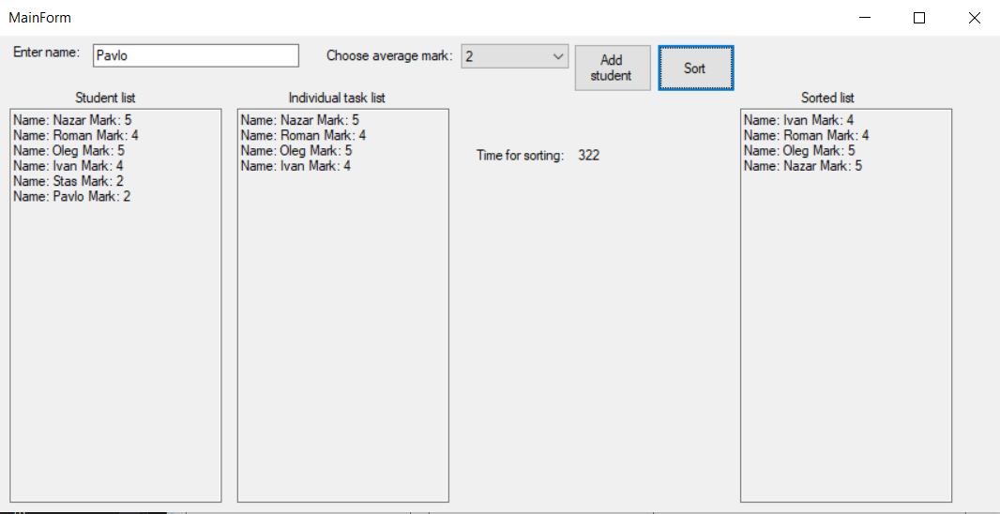 MainForm
Enter name: Pavlo Choose average mark: 2 Add student Sort
Student list Individual task list Sorted list
Name: Nazar Mark: 5
Name: Roman Mark: 4
Name: Oleg Mark: 5
Name: Ivan Mark: 4
Name: Stas Mark: 2
Name: Pavlo Mark: 2
Name: Nazar Mark: 5
Name: Roman Mark: 4
Name: Oleg Mark: 5
Name: Ivan Mark: 4
Time for sorting: 322
Name: Ivan Mark: 4
Name: Roman Mark: 4
Name: Oleg Mark: 5
Name: Nazar Mark: 5